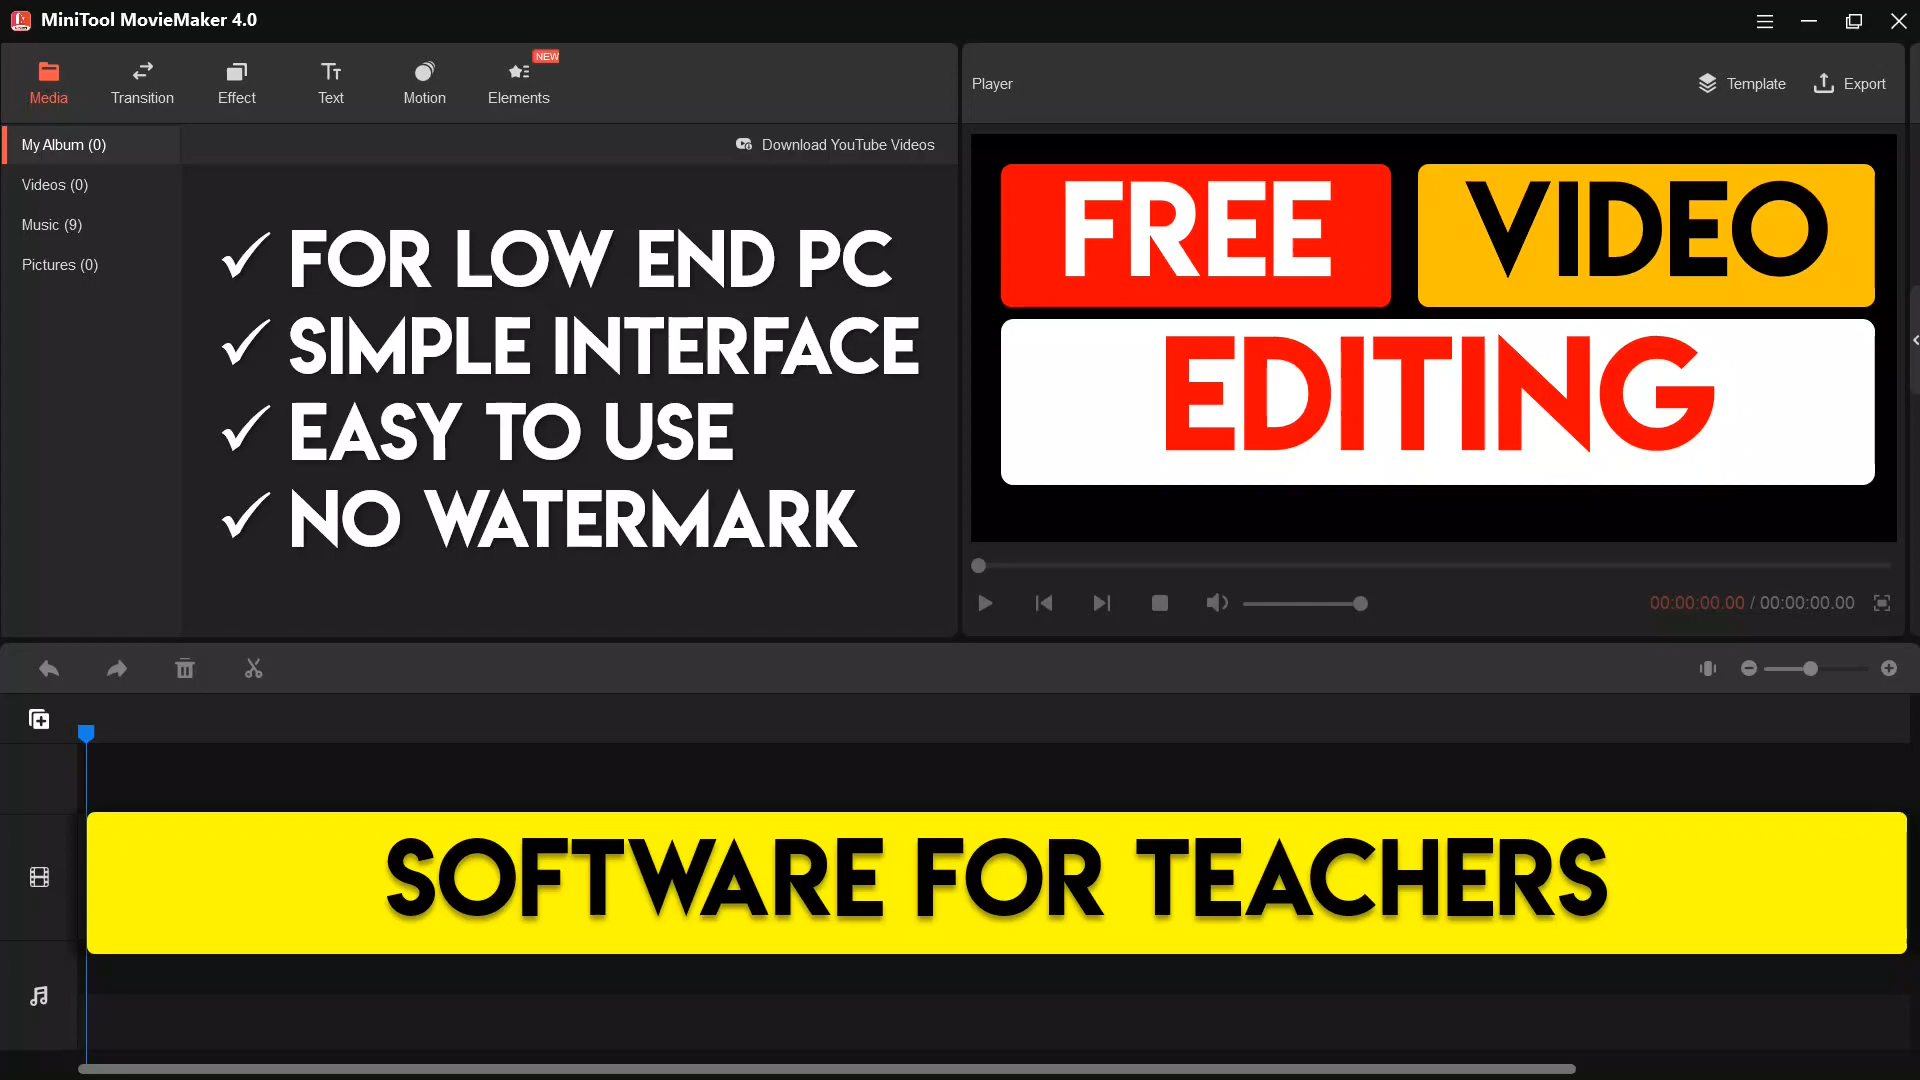 MiniTool MovieMaker 4.0
NEW
Media Transition Effect Text Motion Elements
Player
Template Export
My Album (0)
Download YouTube Videos
Videos (0)
Music (9)
Pictures (0)
✓ FOR LOW END PC
✓ SIMPLE INTERFACE
✓ EASY TO USE
✓ NO WATERMARK
FREE VIDEO
EDITING
00:00:00.00 / 00:00:00.00
SOFTWARE FOR TEACHERS